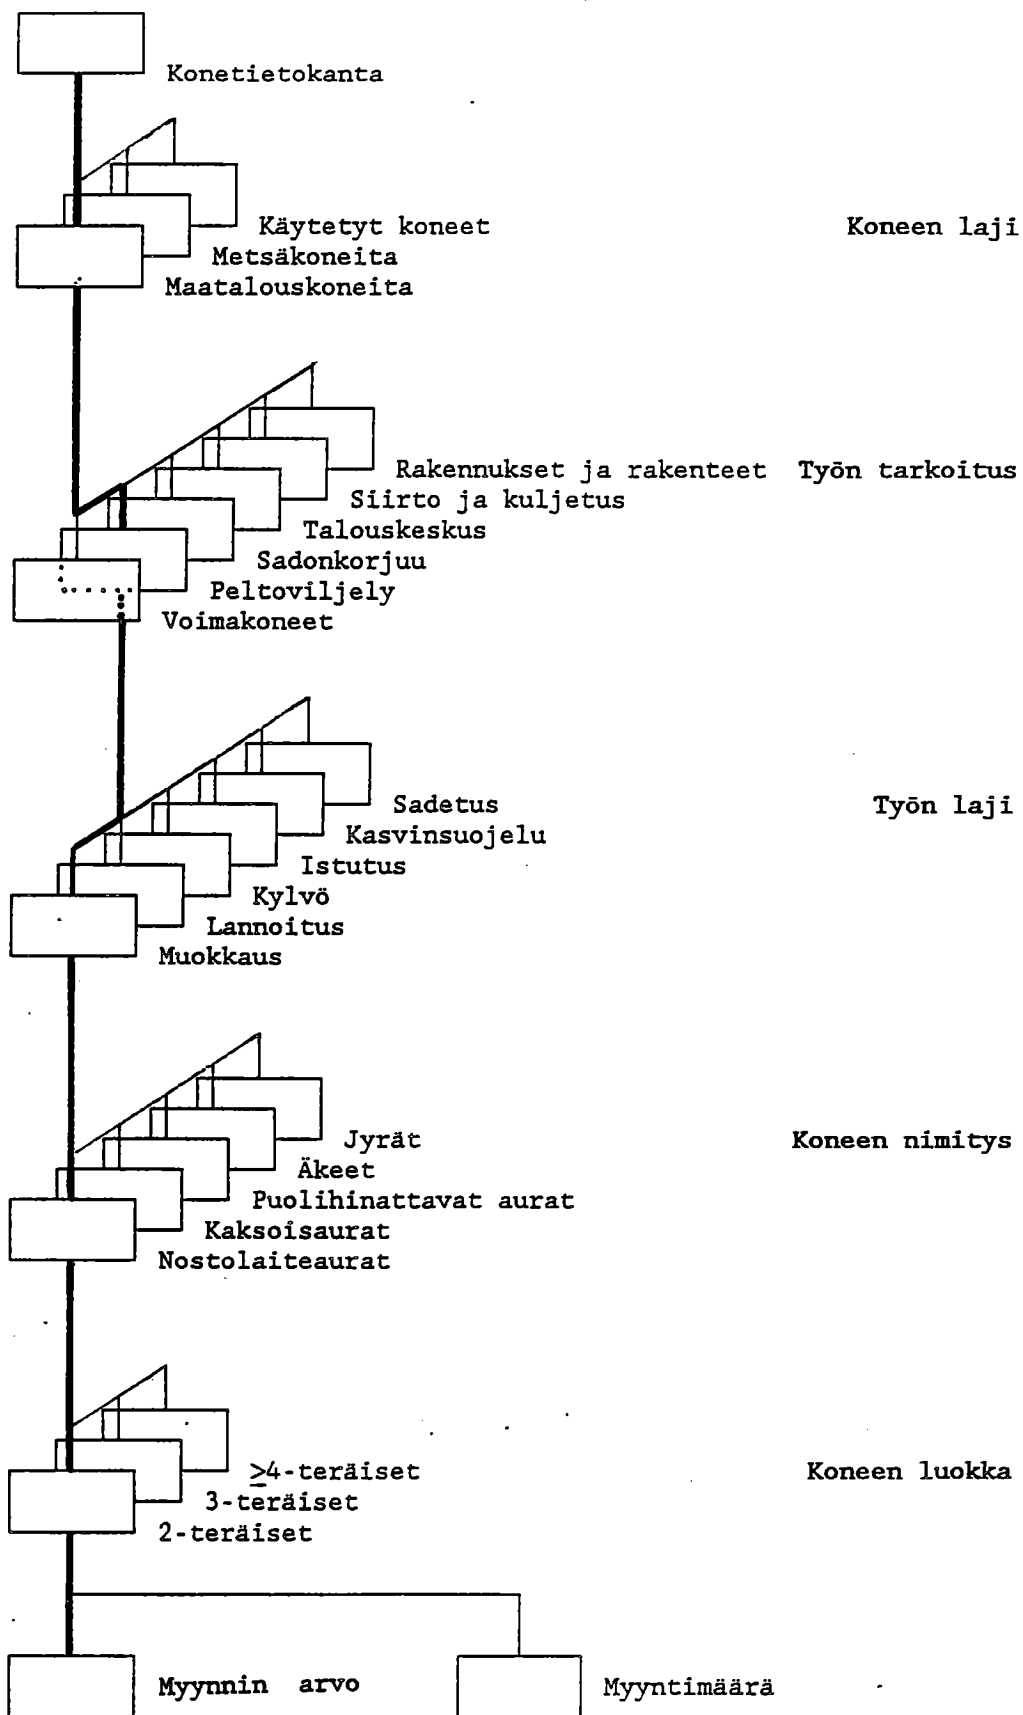 Konetietokanta
Käytetyt koneet Koneen laji
Metsäkoneita
Maatalouskoneita
Rakennukset ja rakenteet Työn tarkoitus
Siirto ja kuljetus
Talouskeskus
Sadonkorjuu
Peltoviljely
Voimakoneet
Sadetus Työn laji
Kasvinsuojelu
Istutus
Kylvö
Lannoitus
Muokkaus
Jyrät Koneen nimitys
Äkeet
Puolihinattavat aurat
Kaksoisaurat
Nostolaiteaurat
≥4-teräiset Koneen luokka
3-teräiset
2-teräiset
Myynnin arvo Myyntimäärä